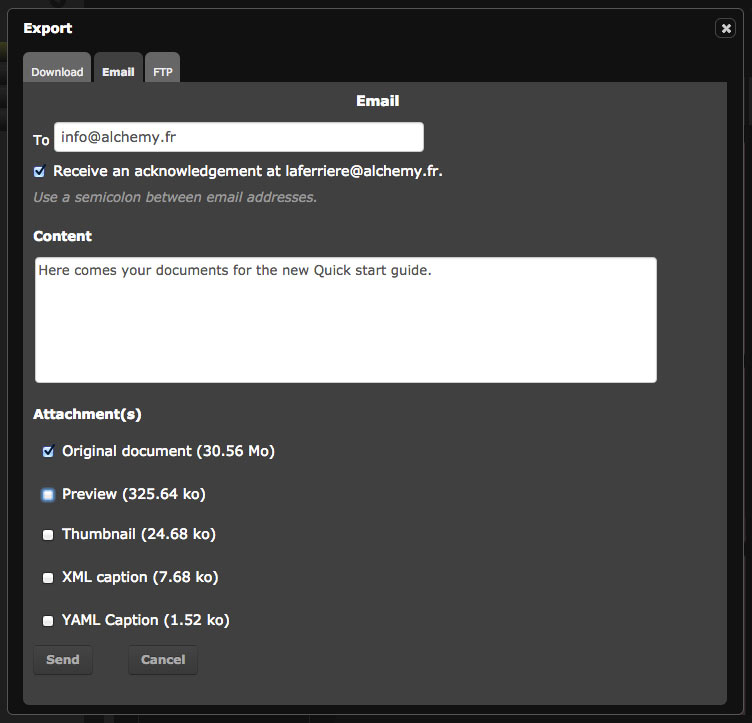 Export
Download Email FTP
Email
To info@alchemy.fr
Receive an acknowledgement at laferriere@alchemy.fr.
Use a semicolon between email addresses.
Content
Here comes your documents for the new Quick start guide.
Attachment(s)
Original document (30.56 Mo)
Preview (325.64 ko)
Thumbnail (24.68 ko)
XML caption (7.68 ko)
YAML Caption (1.52 ko)
Send Cancel